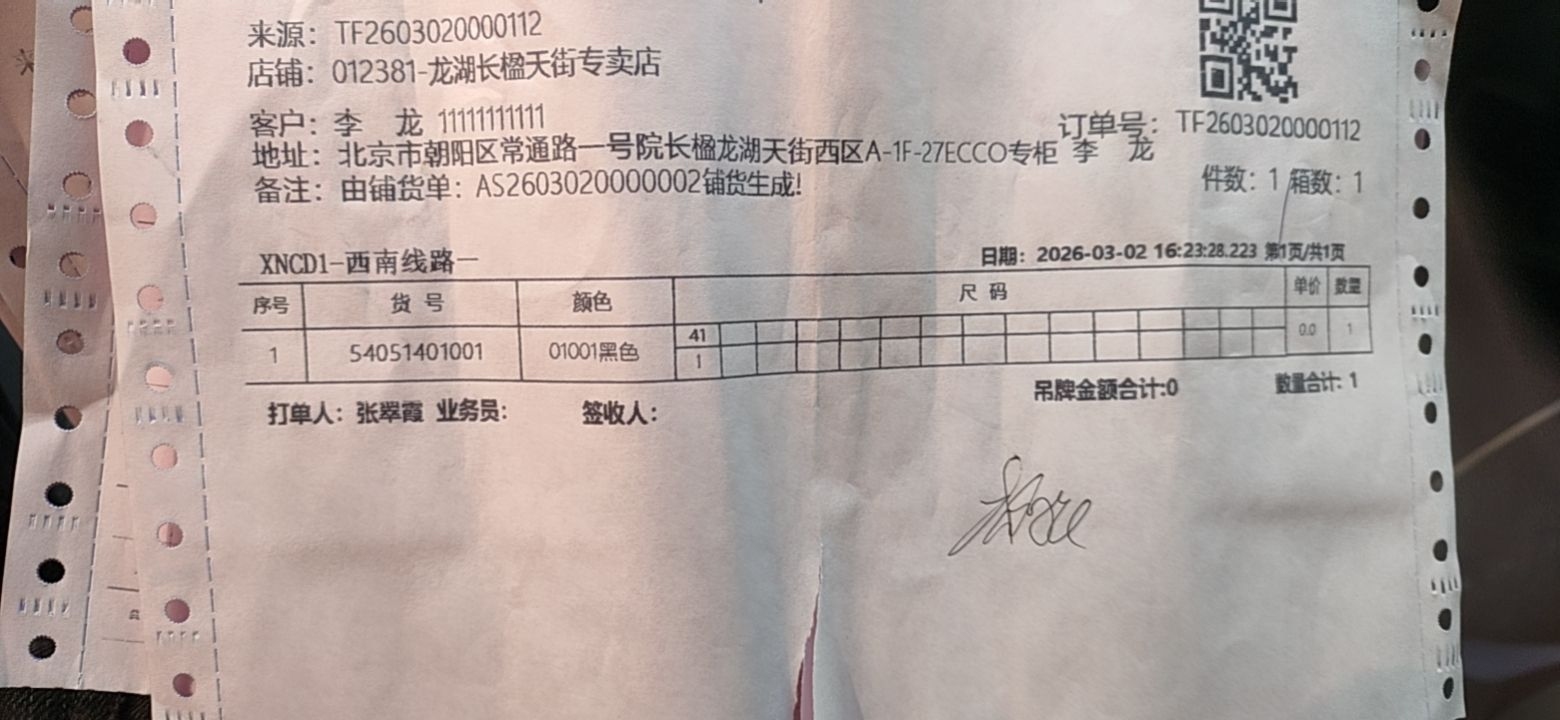 来源：TF2603020000112
店铺：012381-龙湖长楹天街专卖店
客户：李 龙 11111111111
订单号：TF2603020000112
地址：北京市朝阳区常通路一号院长楹龙湖天街西区A-1F-27ECCO专柜 李 龙
备注：由铺货单：AS2603020000002铺货生成!
件数：1 箱数：1
XNCD1-西南线路一
日期：2026-03-02 16:23:28.223 第1页/共1页
序号 货号 颜色 尺码 单价 数量
41
1 54051401001 01001黑色 1 0.0 1
吊牌金额合计:0 数量合计: 1
打单人：张翠霞 业务员: 签收人：